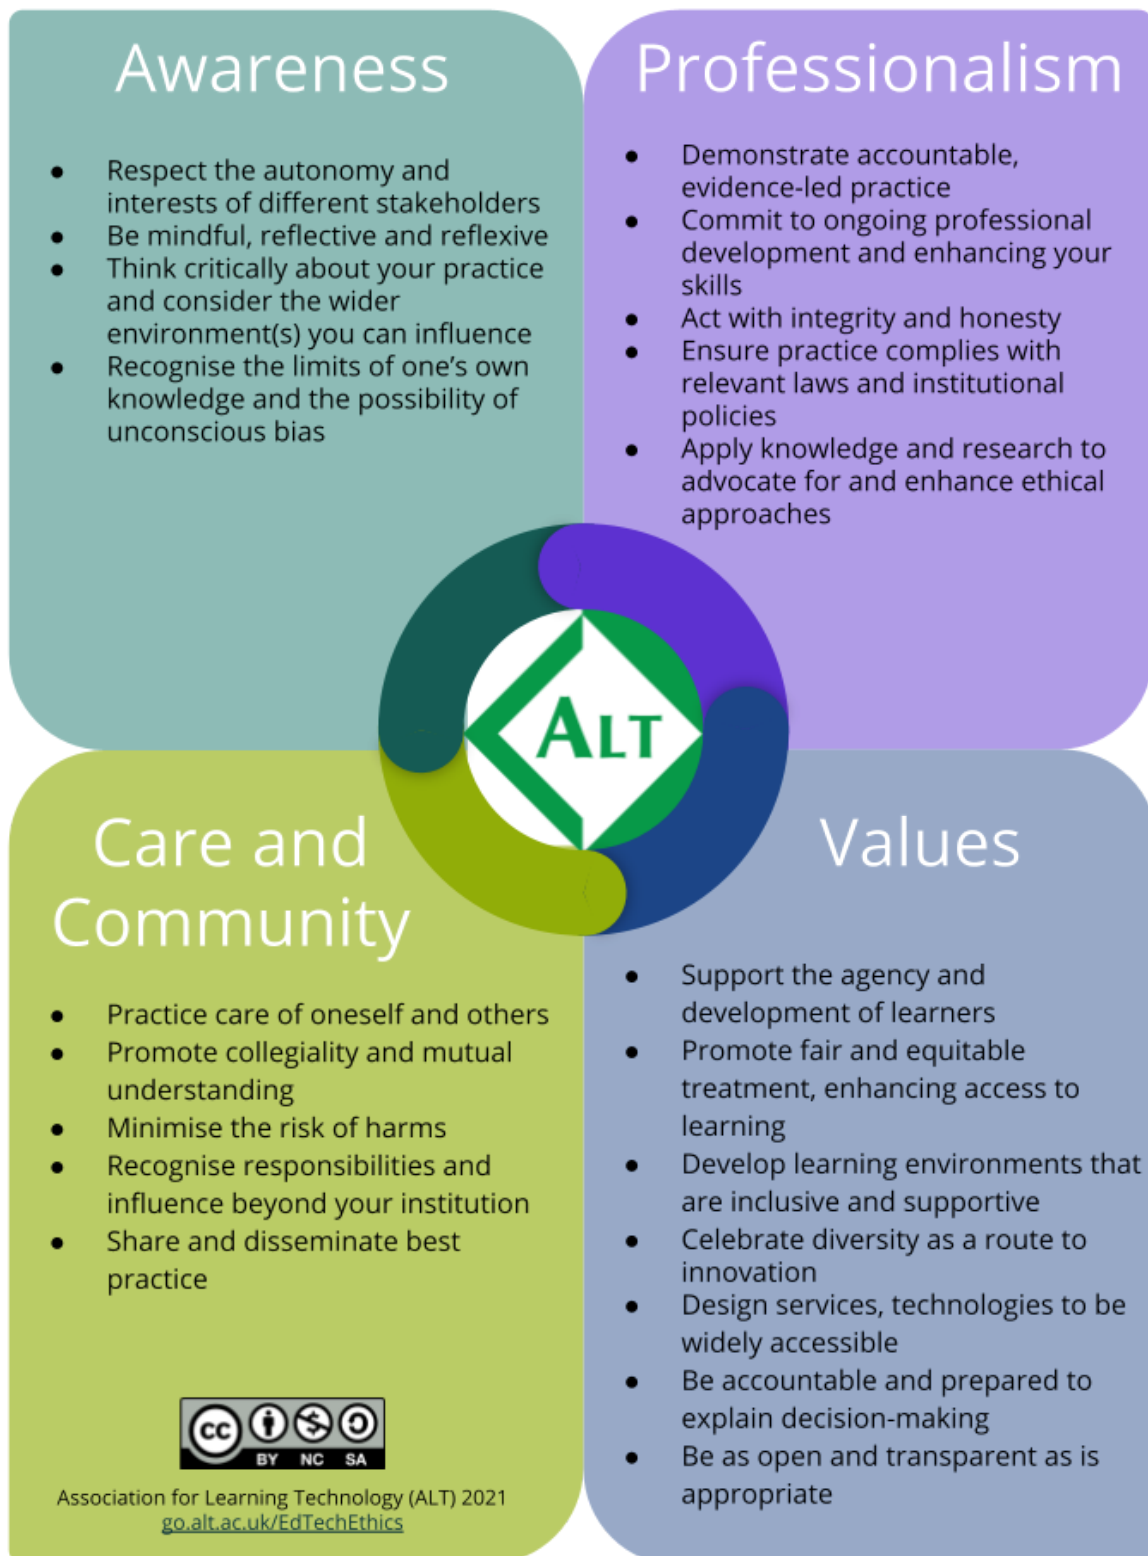 Awareness
● Respect the autonomy and
interests of different stakeholders
● Be mindful, reflective and reflexive
● Think critically about your practice
and consider the wider
environment(s) you can influence
● Recognise the limits of one’s own
knowledge and the possibility of
unconscious bias
Professionalism
● Demonstrate accountable,
evidence-led practice
● Commit to ongoing professional
development and enhancing your
skills
● Act with integrity and honesty
● Ensure practice complies with
relevant laws and institutional
policies
● Apply knowledge and research to
advocate for and enhance ethical
approaches
ALT
Care and
Community
● Practice care of oneself and others
● Promote collegiality and mutual
understanding
● Minimise the risk of harms
● Recognise responsibilities and
influence beyond your institution
● Share and disseminate best
practice
cc
BY NC SA
Association for Learning Technology (ALT) 2021
go.alt.ac.uk/EdTechEthics
Values
● Support the agency and
development of learners
● Promote fair and equitable
treatment, enhancing access to
learning
● Develop learning environments that
are inclusive and supportive
● Celebrate diversity as a route to
innovation
● Design services, technologies to be
widely accessible
● Be accountable and prepared to
explain decision-making
● Be as open and transparent as is
appropriate